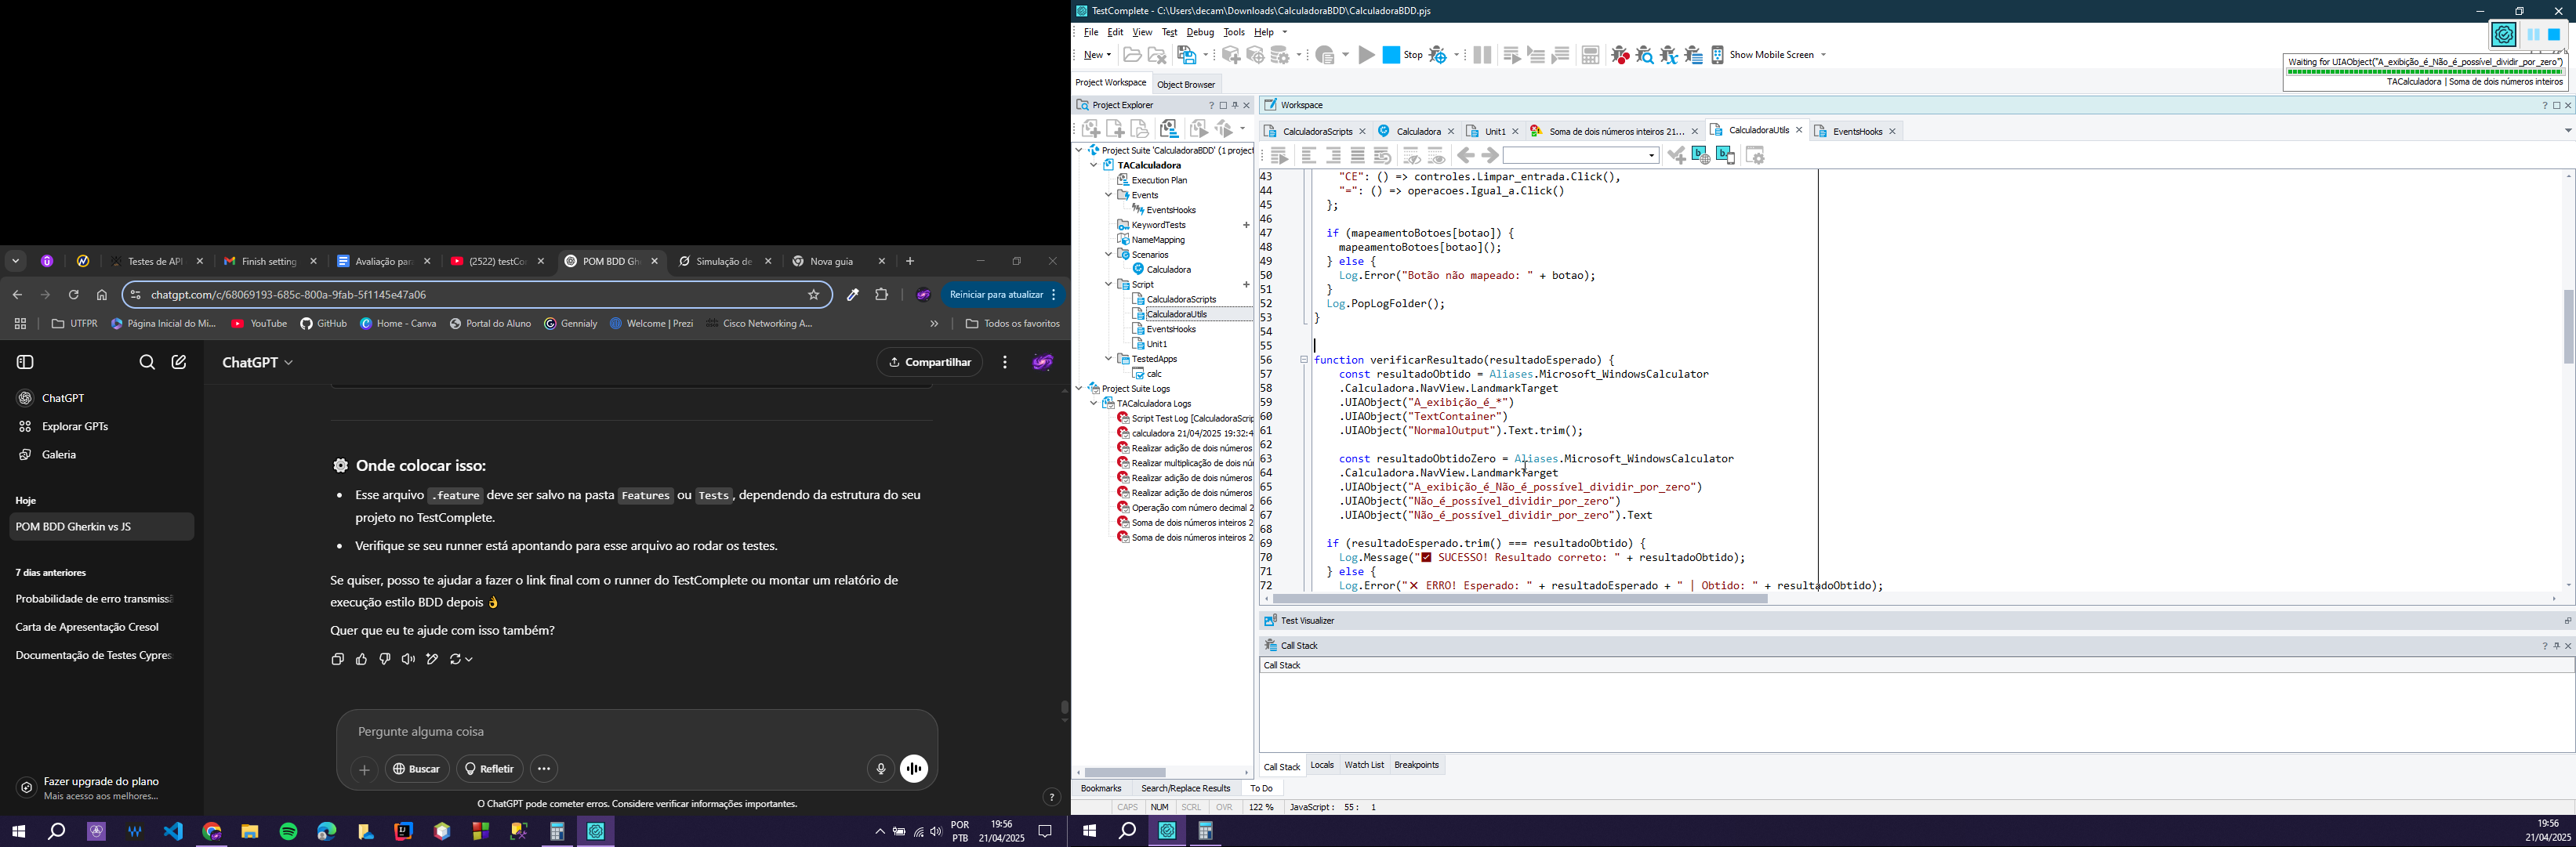 TestComplete - C:\Users\decam\Downloads\CalculadoraBDD\CalculadoraBDD.pjs
File Edit View Test Debug Tools Help
New
Stop
Show Mobile Screen
Waiting for UIAObject("A_exibição_é_Não_é_possível_dividir_por_zero")
TACalculadora | Soma de dois números inteiros
Project Workspace Object Browser
Project Explorer
Workspace
CalculadoraScripts Calculadora Unit1 Soma de dois números inteiros 21... CalculadoraUtils EventsHooks
Project Suite 'CalculadoraBDD' (1 project
TACalculadora
Execution Plan
Events
EventsHooks
KeywordTests
NameMapping
Scenarios
Calculadora
Script
CalculadoraScripts
CalculadoraUtils
EventsHooks
Unit1
TestedApps
calc
Project Suite Logs
TACalculadora Logs
Script Test Log [CalculadoraScrip
calculadora 21/04/2025 19:32:4
Realizar adição de dois números
Realizar multiplicação de dois nú
Realizar adição de dois números
Realizar adição de dois números
Operação com número decimal 2
Soma de dois números inteiros 2
Soma de dois números inteiros 2
43 "CE": () => controles.Limpar_entrada.Click(),
44 "=": () => operacoes.Igual_a.Click()
45 };
46
47 if (mapeamentoBotoes[botao]) {
48 mapeamentoBotoes[botao]();
49 } else {
50 Log.Error("Botão não mapeado: " + botao);
51 }
52 Log.PopLogFolder();
53 }
54
55
56 function verificarResultado(resultadoEsperado) {
57 const resultadoObtido = Aliases.Microsoft_WindowsCalculator
58 .Calculadora.NavView.LandmarkTarget
59 .UIAObject("A_exibição_é_*")
60 .UIAObject("TextContainer")
61 .UIAObject("NormalOutput").Text.trim();
62
63 const resultadoObtidoZero = Aliases.Microsoft_WindowsCalculator
64 .Calculadora.NavView.LandmarkTarget
65 .UIAObject("A_exibição_é_Não_é_possível_dividir_por_zero")
66 .UIAObject("Não_é_possível_dividir_por_zero")
67 .UIAObject("Não_é_possível_dividir_por_zero").Text
68
69 if (resultadoEsperado.trim() === resultadoObtido) {
70 Log.Message("✅ SUCESSO! Resultado correto: " + resultadoObtido);
71 } else {
72 Log.Error("❌ ERRO! Esperado: " + resultadoEsperado + " | Obtido: " + resultadoObtido);
Test Visualizer
Call Stack
Call Stack
Call Stack Locals Watch List Breakpoints
Bookmarks Search/Replace Results To Do
CAPS NUM SCRL OVR 122 % JavaScript : 55 : 1
19:56
21/04/2025
Testes de API Finish setting Avaliação par (2522) testCo POM BDD Gh Simulação de Nova guia
chatgpt.com/c/68069193-685c-800a-9fab-5f1145e47a06
Reiniciar para atualizar
UTFPR Página Inicial do Mi... YouTube GitHub Home - Canva Portal do Aluno Gennialy Welcome | Prezi Cisco Networking A... » Todos os favoritos
ChatGPT
Compartilhar
ChatGPT
Explorar GPTs
Galeria
Hoje
POM BDD Gherkin vs JS
7 dias anteriores
Probabilidade de erro transmiss
Carta de Apresentação Cresol
Documentação de Testes Cypres
Fazer upgrade do plano
Mais acesso aos melhores...
⚙️ Onde colocar isso:
• Esse arquivo .feature deve ser salvo na pasta Features ou Tests, dependendo da estrutura do seu
projeto no TestComplete.
• Verifique se seu runner está apontando para esse arquivo ao rodar os testes.
Se quiser, posso te ajudar a fazer o link final com o runner do TestComplete ou montar um relatório de
execução estilo BDD depois 👌
Quer que eu te ajude com isso também?
Pergunte alguma coisa
Buscar Refletir
O ChatGPT pode cometer erros. Considere verificar informações importantes.
POR
PTB
19:56
21/04/2025